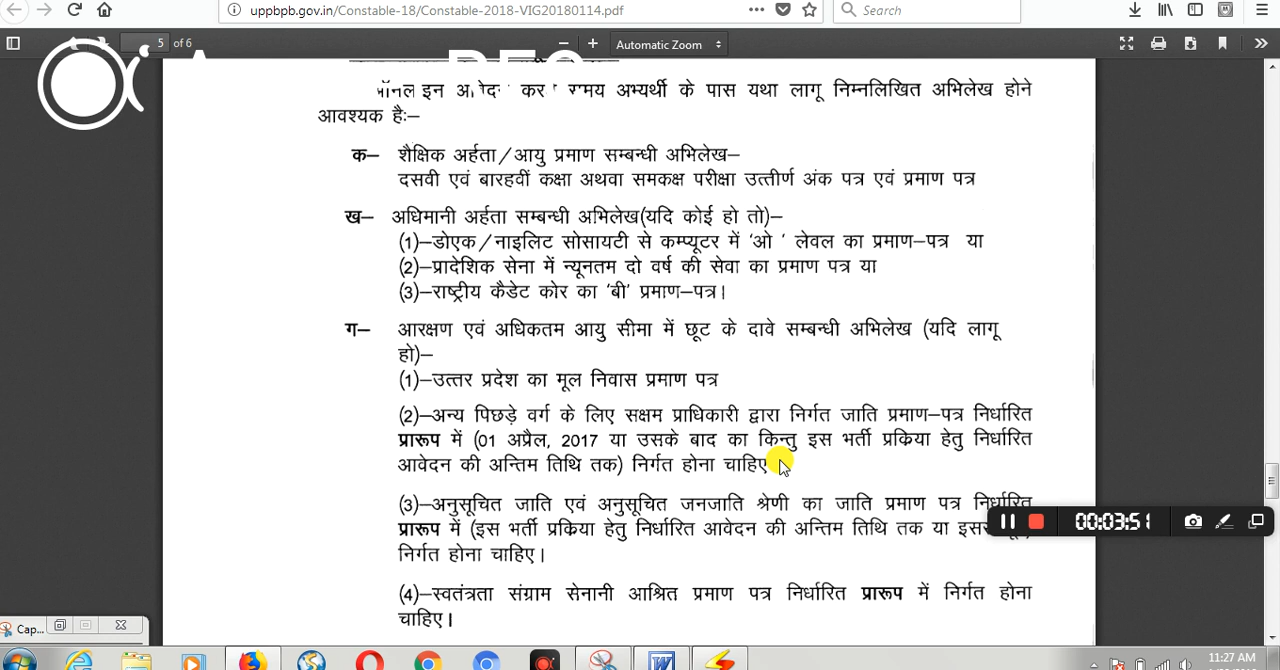 uppbpb.gov.in/Constable-18/Constable-2018-VIG20180114.pdf
Search
5 of 6
Automatic Zoom
REC
इन कर समय अभ्यर्थी के पास यथा लागू निम्नलिखित अभिलेख होने
आवश्यक हैः–
क– शैक्षिक अर्हता/आयु प्रमाण सम्बन्धी अभिलेख–
दसवी एवं बारहवीं कक्षा अथवा समकक्ष परीक्षा उत्तीर्ण अंक पत्र एवं प्रमाण पत्र
ख– अधिमानी अर्हता सम्बन्धी अभिलेख(यदि कोई हो तो)–
(1)–डोएक/नाइलिट सोसायटी से कम्प्यूटर में ‘ओ ’ लेवल का प्रमाण–पत्र या
(2)–प्रादेशिक सेना में न्यूनतम दो वर्ष की सेवा का प्रमाण पत्र या
(3)–राष्ट्रीय कैडेट कोर का ‘बी’ प्रमाण–पत्र।
ग– आरक्षण एवं अधिकतम आयु सीमा में छूट के दावे सम्बन्धी अभिलेख (यदि लागू
हो)–
(1)–उत्तर प्रदेश का मूल निवास प्रमाण पत्र
(2)–अन्य पिछड़े वर्ग के लिए सक्षम प्राधिकारी द्वारा निर्गत जाति प्रमाण–पत्र निर्धारित
प्रारूप में (01 अप्रैल, 2017 या उसके बाद का किन्तु इस भर्ती प्रक्रिया हेतु निर्धारित
आवेदन की अन्तिम तिथि तक) निर्गत होना चाहिए
(3)–अनुसूचित जाति एवं अनुसूचित जनजाति श्रेणी का जाति प्रमाण पत्र निर्धारित
प्रारूप में (इस भर्ती प्रक्रिया हेतु निर्धारित आवेदन की अन्तिम तिथि तक या
00:03:51
निर्गत होना चाहिए।
(4)–स्वतंत्रता संग्राम सेनानी आश्रित प्रमाण पत्र निर्धारित प्रारूप में निर्गत होना
चाहिए।
Cap...
11:27 AM